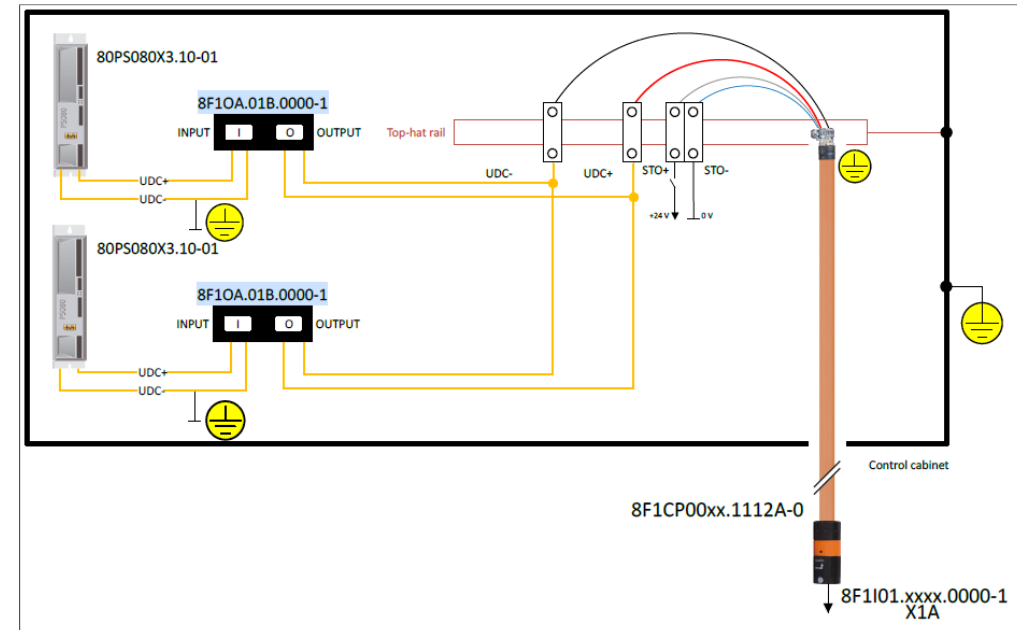 80PS080X3.10-01
8F1OA.01B.0000-1
INPUT I O OUTPUT
Top-hat rail
UDC+
UDC-
UDC- UDC+ STO+ STO-
+24 V 0 V
PS080
80PS080X3.10-01
8F1OA.01B.0000-1
INPUT I O OUTPUT
UDC+
UDC-
PS080
Control cabinet
8F1CP00xx.1112A-0
8F1I01.xxxx.0000-1
X1A